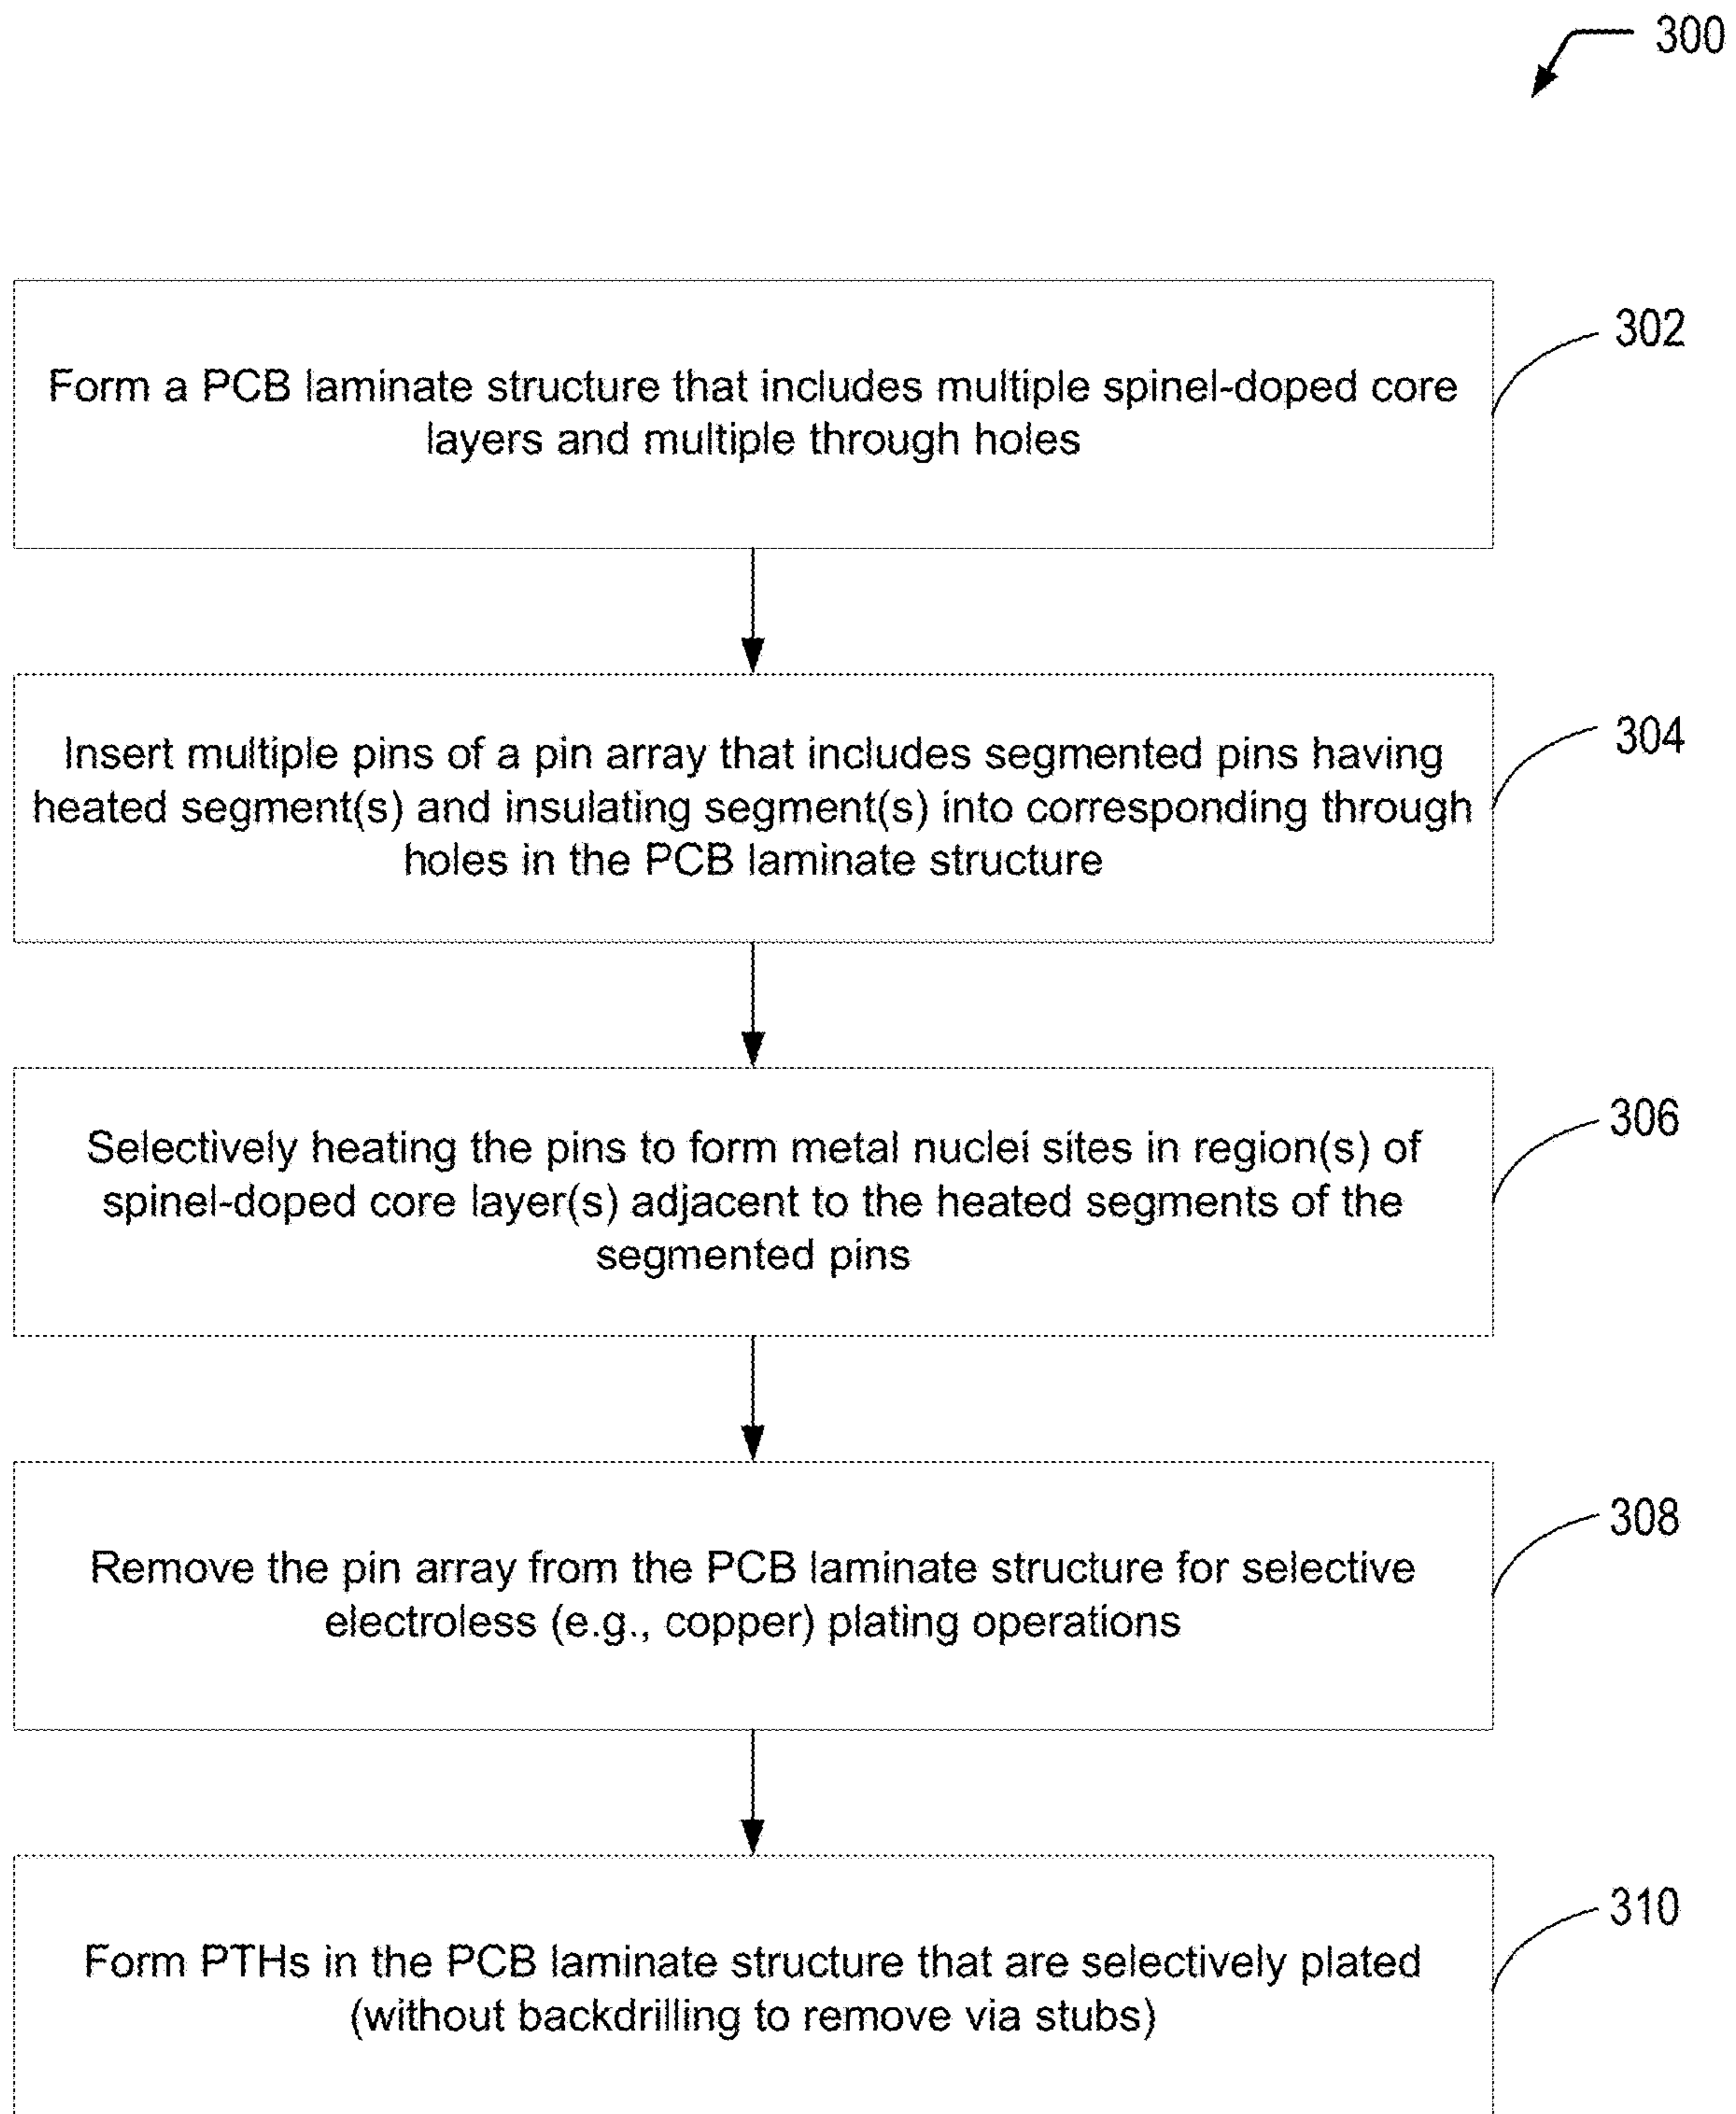 300
302
Form a PCB laminate structure that includes multiple spinel-doped core
layers and multiple through holes
304
Insert multiple pins of a pin array that includes segmented pins having
heated segment(s) and insulating segment(s) into corresponding through
holes in the PCB laminate structure
306
Selectively heating the pins to form metal nuclei sites in region(s) of
spinel-doped core layer(s) adjacent to the heated segments of the
segmented pins
308
Remove the pin array from the PCB laminate structure for selective
electroless (e.g., copper) plating operations
310
Form PTHs in the PCB laminate structure that are selectively plated
(without backdrilling to remove via stubs)